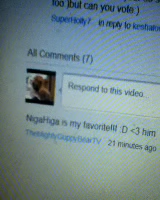 too )but can you vote:)
SuperHolly7 in reply to
All Comments (7)
Respond to this video...
NigaHiga is my favorite!!! :D <3 him
21 minutes ago